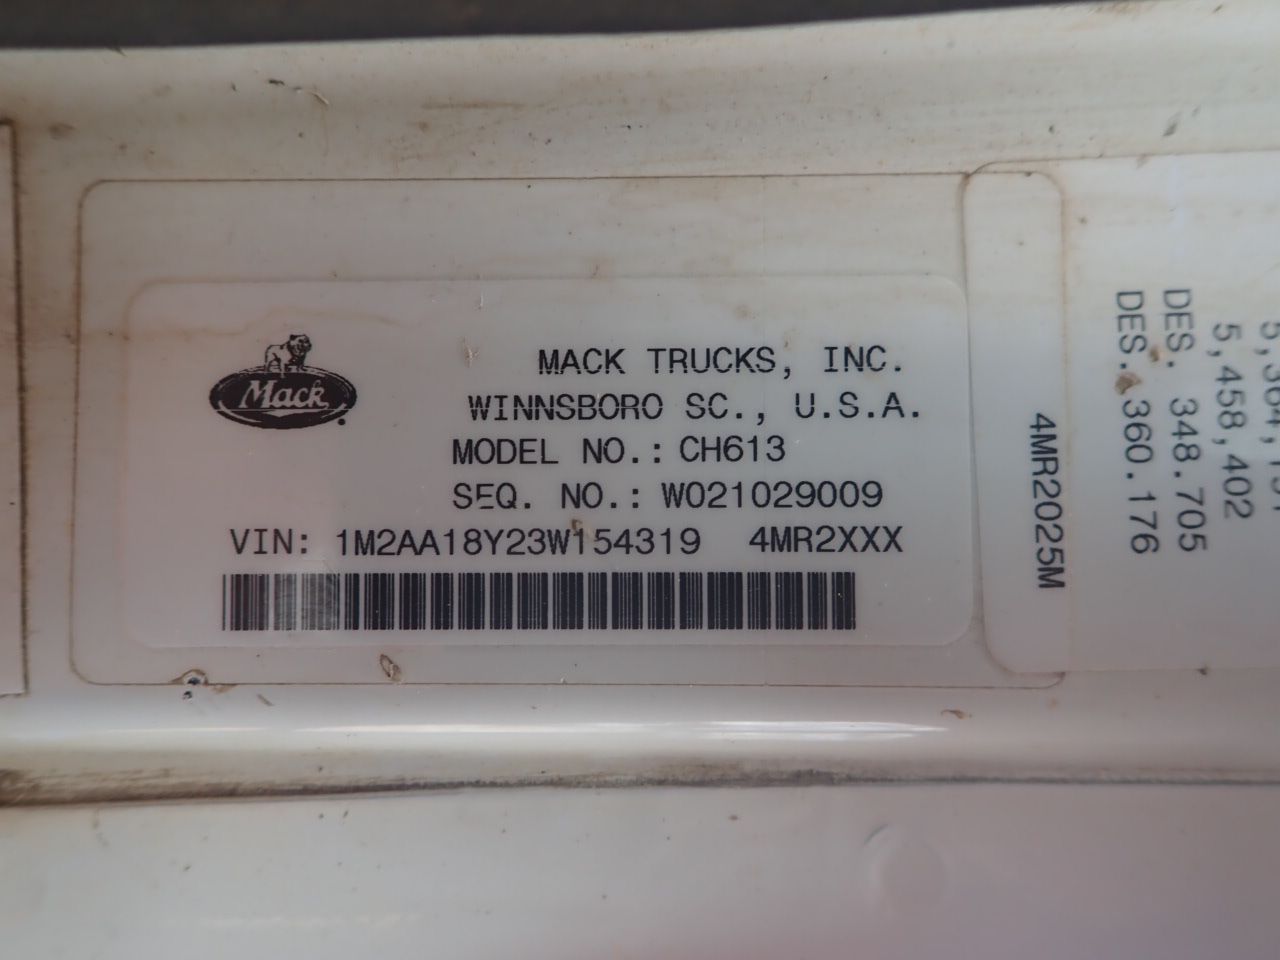 Mack
MACK TRUCKS, INC.
WINNSBORO SC., U.S.A.
MODEL NO.: CH613
SEQ. NO.: W021029009
VIN: 1M2AA18Y23W154319 4MR2XXX
4MR2025M
5,458,402
DES. 348.705
DES. 360.176